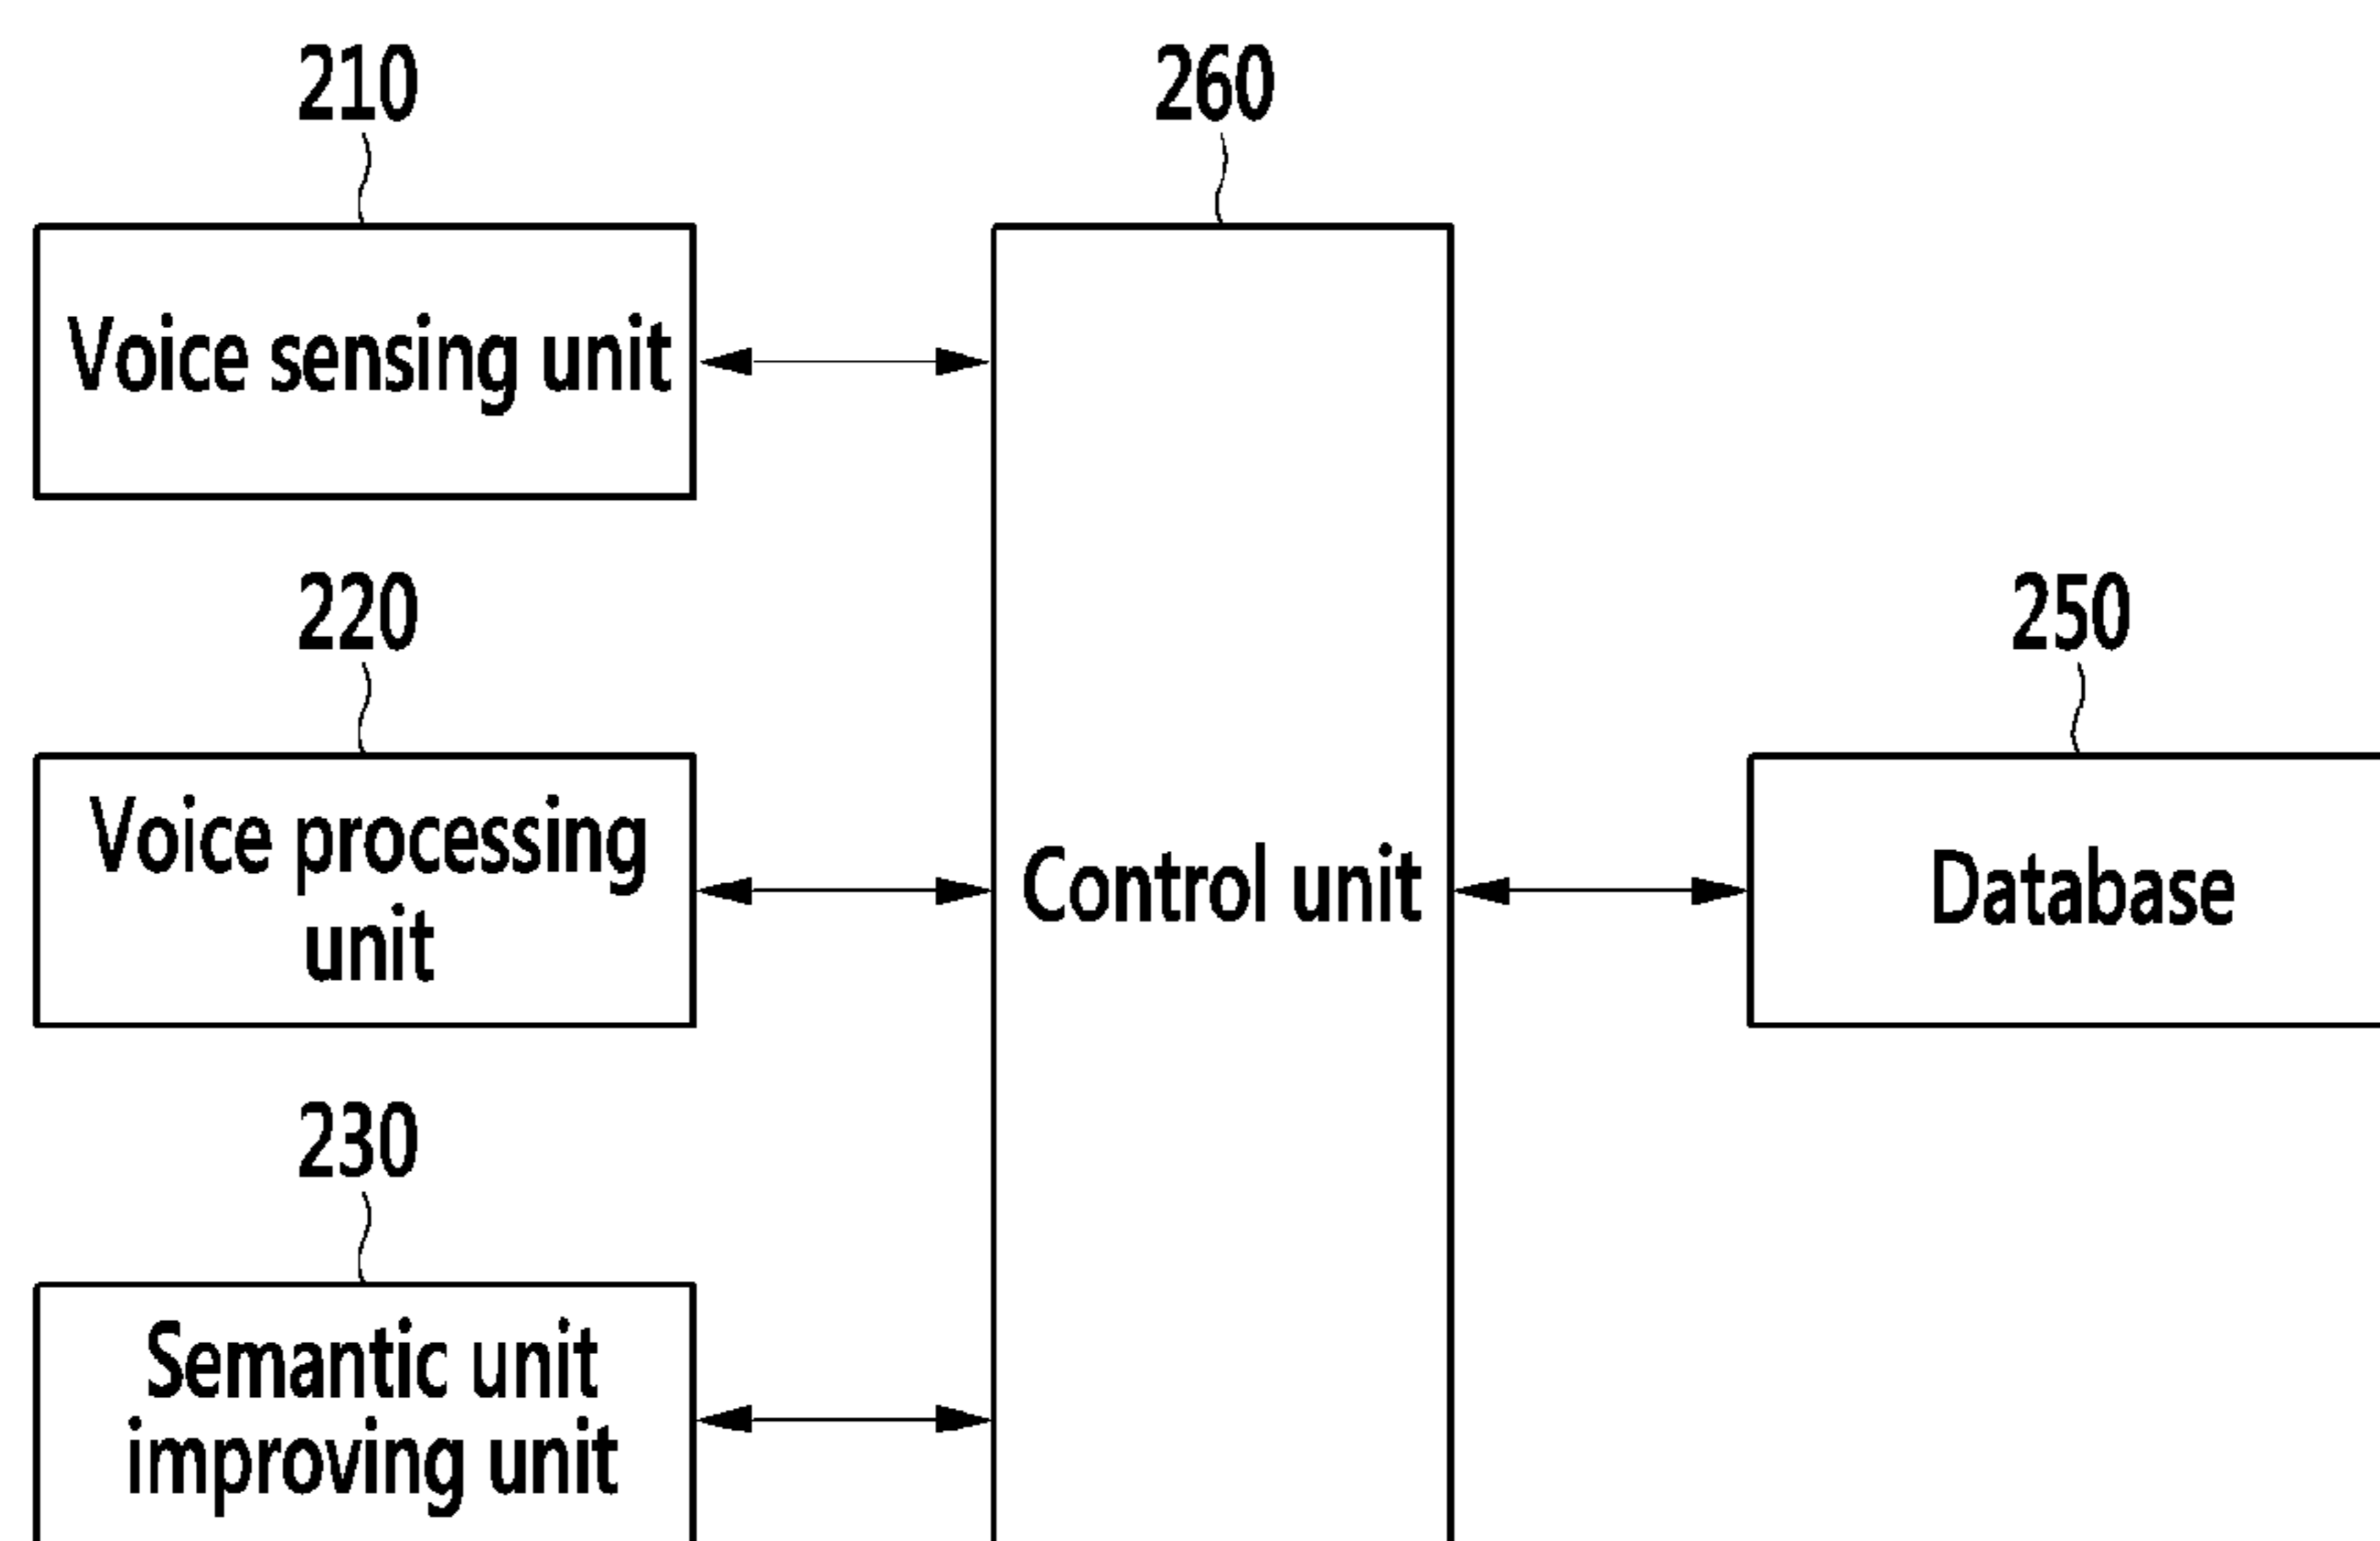 210
260
Voice sensing unit
220
250
Voice processing
unit
Control unit
Database
230
Semantic unit
improving unit